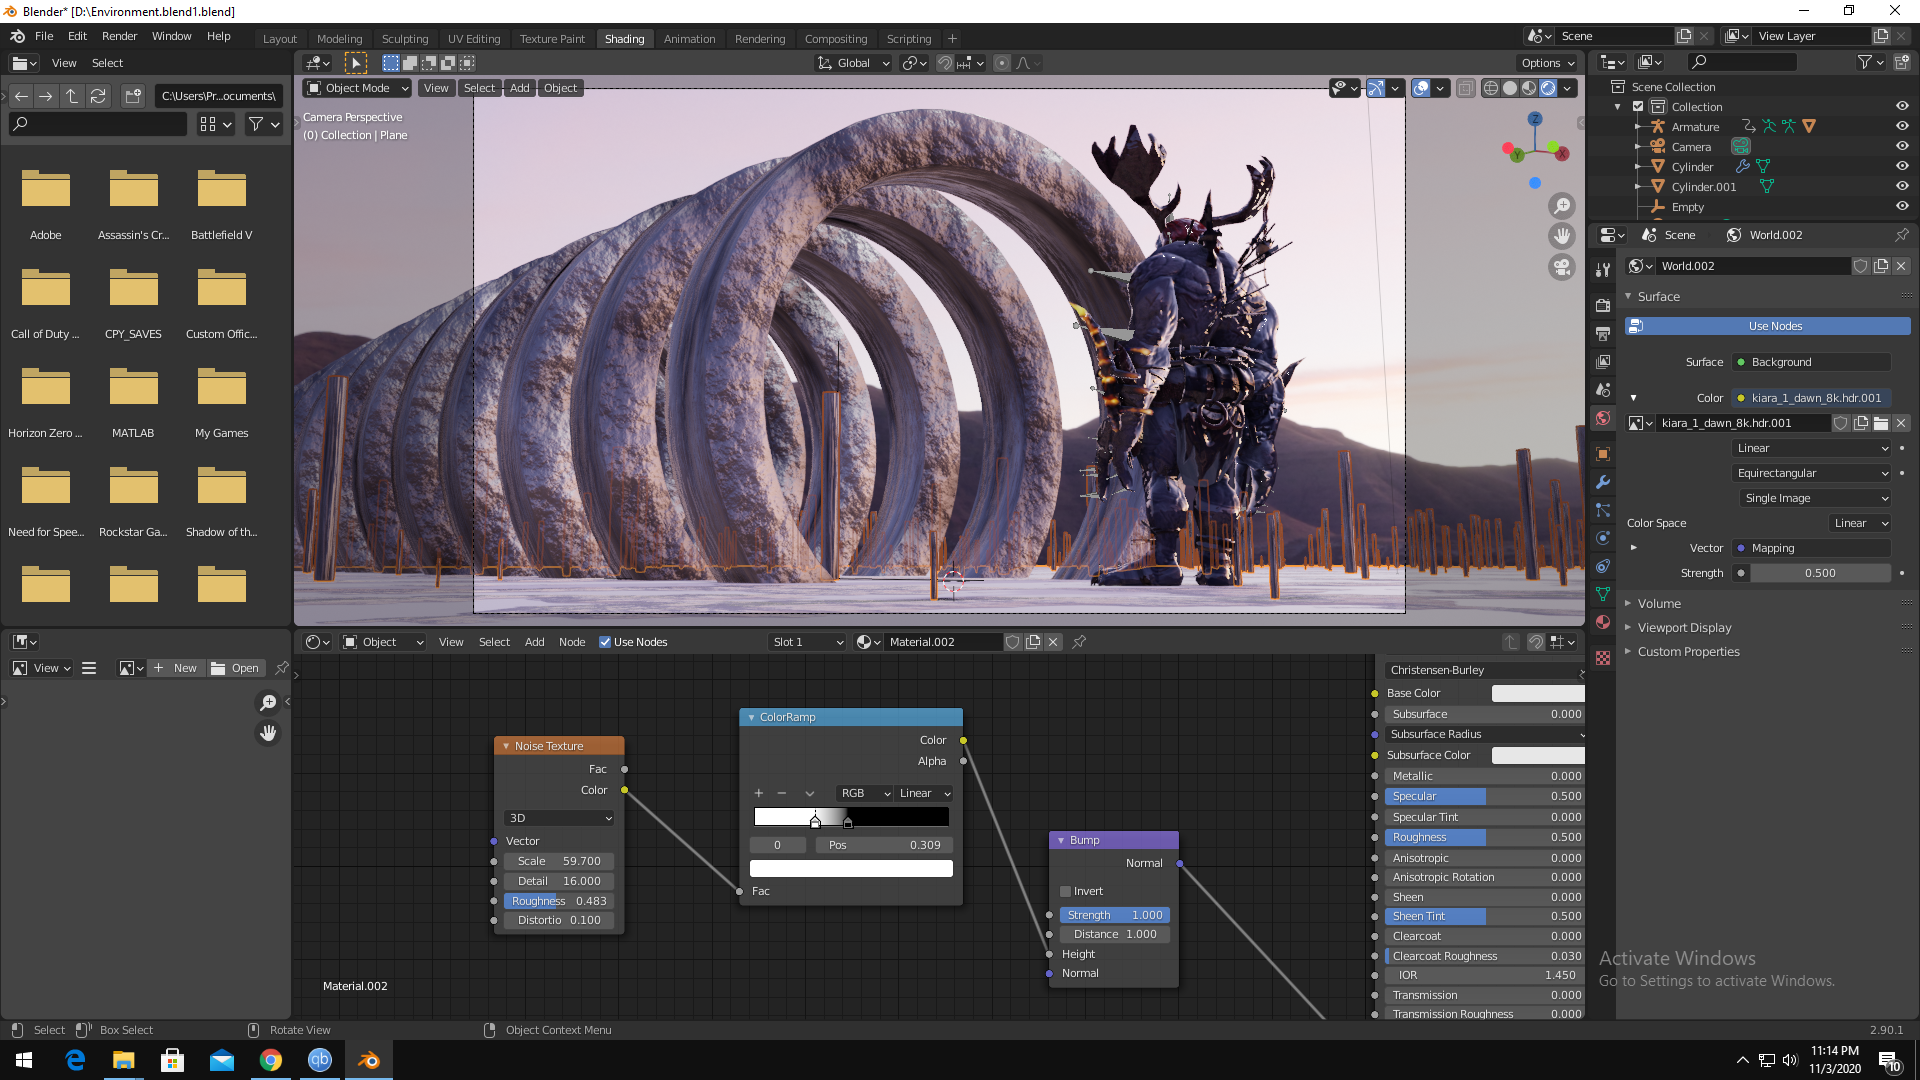 Blender* [D:\Environment.blend1.blend]
File Edit Render Window Help
Layout Modeling Sculpting UV Editing Texture Paint Shading Animation Rendering Compositing Scripting
Scene
View Layer
View Select
Global
Options
C:\Users\Pr...ocuments\
Object Mode View Select Add Object
Camera Perspective
(0) Collection | Plane
Z
Y
X
Adobe
Assassin's Cr...
Battlefield V
Call of Duty ...
CPY_SAVES
Custom Offic...
Horizon Zero ...
MATLAB
My Games
Need for Spee...
Rockstar Ga...
Shadow of th...
Scene Collection
Collection
Armature
Camera
Cylinder
Cylinder.001
Empty
Scene World.002
World.002
Surface
Use Nodes
Surface Background
Color kiara_1_dawn_8k.hdr.001
kiara_1_dawn_8k.hdr.001
Linear
Equirectangular
Single Image
Color Space Linear
Vector Mapping
Strength 0.500
Volume
Viewport Display
Custom Properties
View New Open
Object View Select Add Node Use Nodes Slot 1 Material.002
Noise Texture
Fac
Color
3D
Vector
Scale 59.700
Detail 16.000
Roughness 0.483
Distortio 0.100
ColorRamp
Color
Alpha
RGB Linear
0 Pos 0.309
Fac
Bump
Normal
Invert
Strength 1.000
Distance 1.000
Height
Normal
Christensen-Burley
Base Color
Subsurface 0.000
Subsurface Radius
Subsurface Color
Metallic 0.000
Specular 0.500
Specular Tint 0.000
Roughness 0.500
Anisotropic 0.000
Anisotropic Rotation 0.000
Sheen 0.000
Sheen Tint 0.500
Clearcoat 0.000
Clearcoat Roughness 0.030
IOR 1.450
Transmission 0.000
Transmission Roughness 0.000
Material.002
Activate Windows
Go to Settings to activate Windows.
Select Box Select Rotate View Object Context Menu 2.90.1
qb
11:14 PM
11/3/2020
10